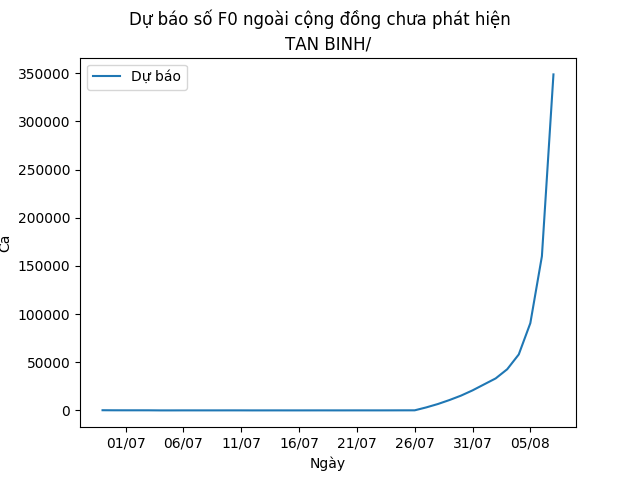 Dự báo số F0 ngoài cộng đồng chưa phát hiện
TAN BINH/
Dự báo
350000
300000
250000
200000
150000
100000
50000
0
Ca
01/07 06/07 11/07 16/07 21/07 26/07 31/07 05/08
Ngày